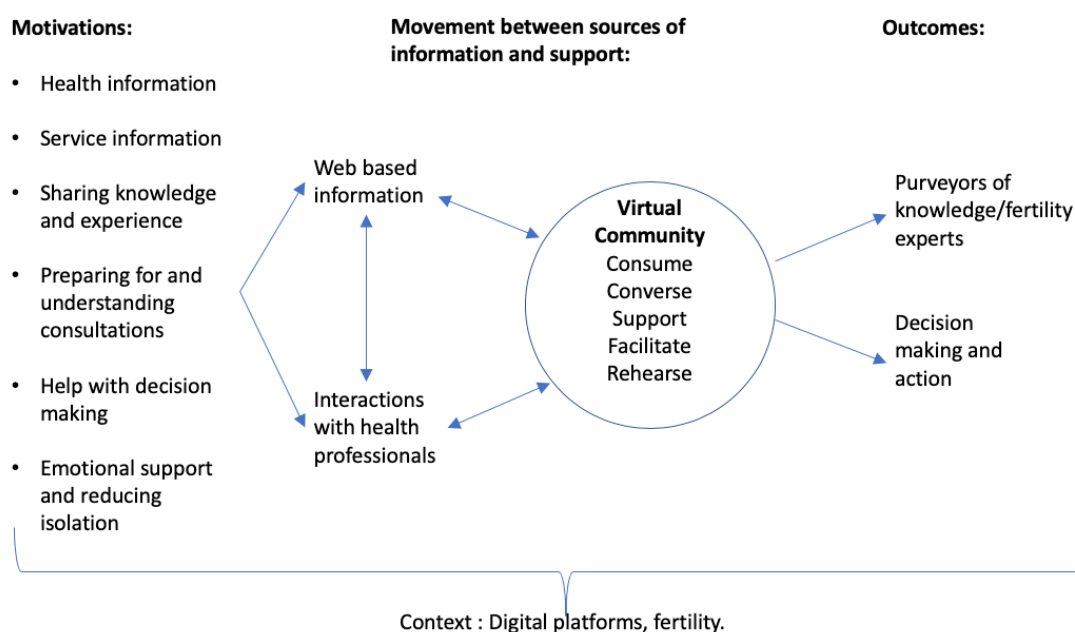 Motivations:
• Health information
• Service information
• Sharing knowledge
and experience
• Preparing for and
understanding
consultations
• Help with decision
making
• Emotional support
and reducing
isolation
Movement between sources of
information and support:
Web based
information
Interactions
with health
professionals
Virtual
Community
Consume
Converse
Support
Facilitate
Rehearse
Outcomes:
Purveyors of
knowledge/fertility
experts
Decision
making and
action
Context : Digital platforms, fertility.